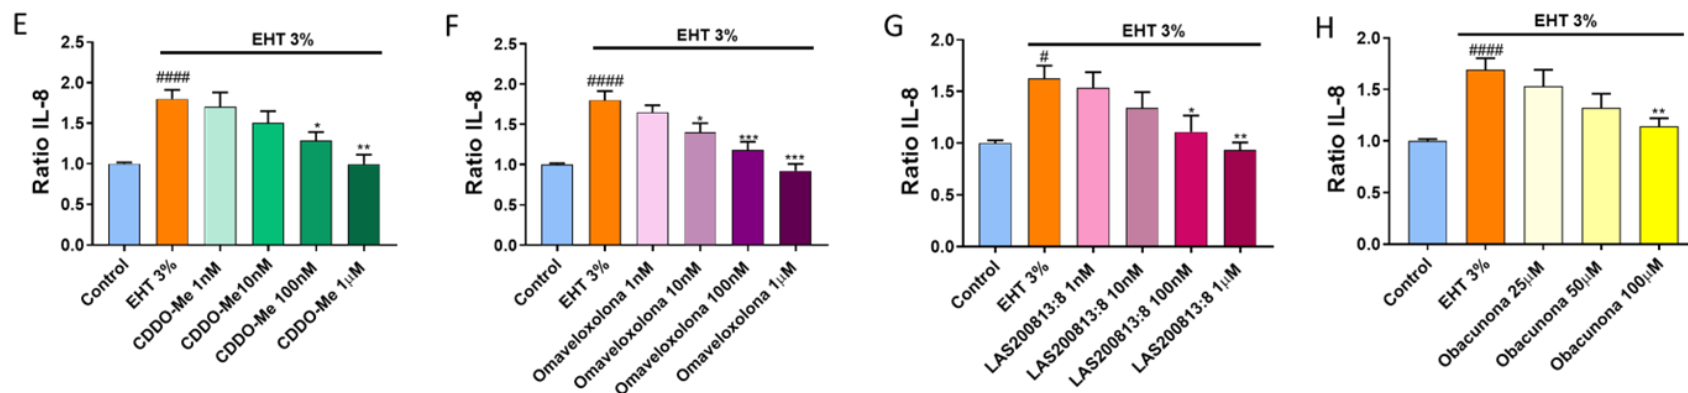 E
EHT 3%
Ratio IL-8
2.5
2.0
1.5
1.0
0.5
0.0
####
*
**
Control
EHT 3%
CDDO-Me 1nM
CDDO-Me10nM
CDDO-Me 100nM
CDDO-Me 1μM
F
EHT 3%
Ratio IL-8
2.5
2.0
1.5
1.0
0.5
0.0
####
*
***
***
Control
EHT 3%
Omaveloxolona 1nM
Omaveloxolona 10nM
Omaveloxolona 100nM
Omaveloxolona 1μM
G
EHT 3%
Ratio IL-8
2.0
1.5
1.0
0.5
0.0
#
*
**
Control
EHT 3%
LAS200813:8 1nM
LAS200813:8 10nM
LAS200813:8 100nM
LAS200813:8 1μM
H
EHT 3%
Ratio IL-8
2.0
1.5
1.0
0.5
0.0
####
**
Control
EHT 3%
Obacunona 25μM
Obacunona 50μM
Obacunona 100μM